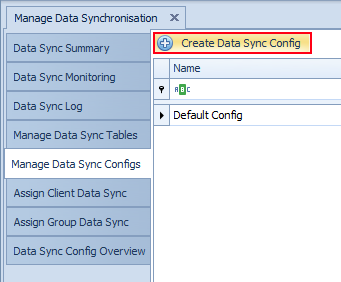 Manage Data Synchronisation
Data Sync Summary
Data Sync Monitoring
Data Sync Log
Manage Data Sync Tables
Manage Data Sync Configs
Assign Client Data Sync
Assign Group Data Sync
Data Sync Config Overview
Create Data Sync Config
Name
ABC
Default Config